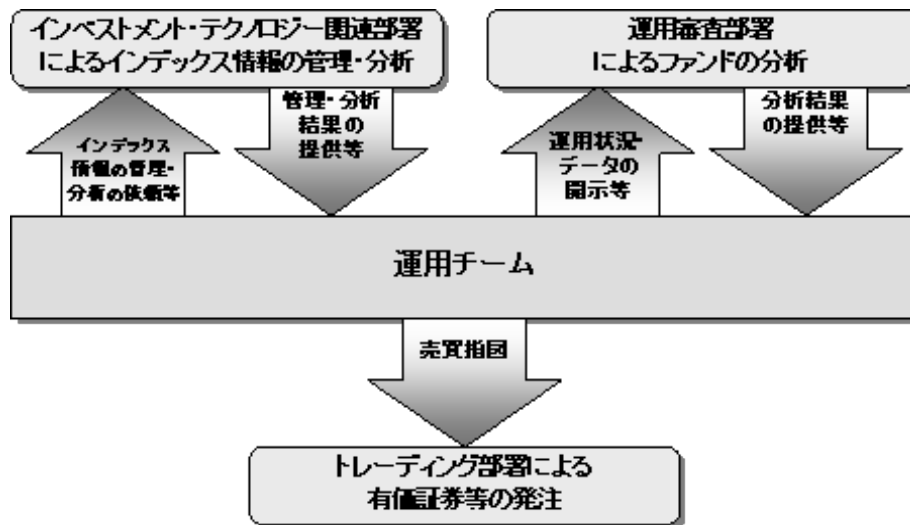 インベストメント・テクノロジー関連部署
によるインデックス情報の管理・分析
運用審査部署
によるファンドの分析
インデックス
情報の管理・
分析の依頼等
管理・分析
結果の
提供等
運用状況・
データの
開示等
分析結果
の提供等
運用チーム
売買指図
トレーディング部署による
有価証券等の発注